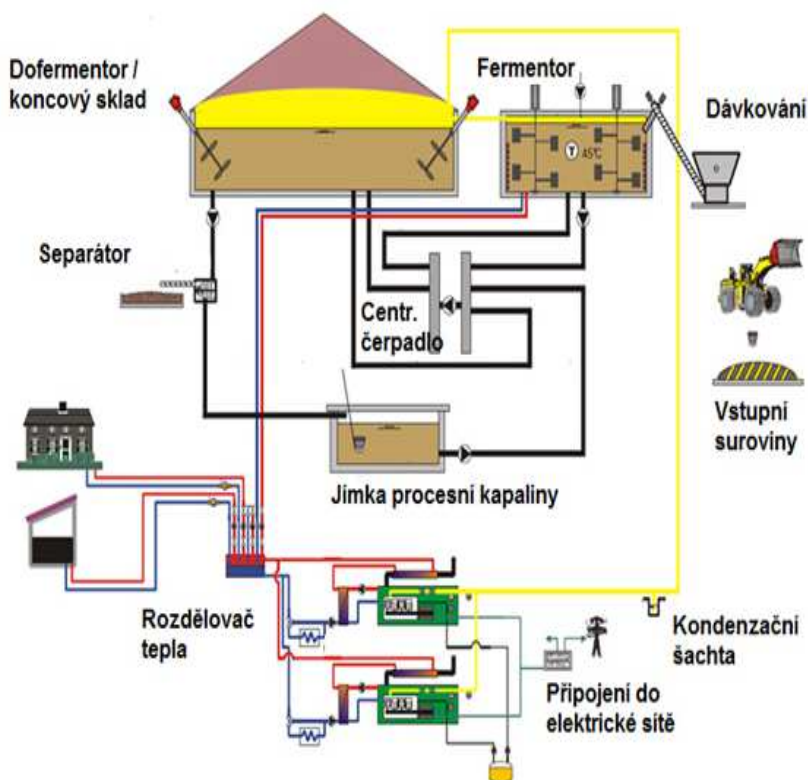 Dofermentor /
koncový sklad
Fermentor
Dávkování
T 45°C
Separátor
Centr.
čerpadlo
Vstupní
suroviny
Jímka procesní kapaliny
Rozdělovač
tepla
Kondenzační
šachta
Připojení do
elektrické sítě